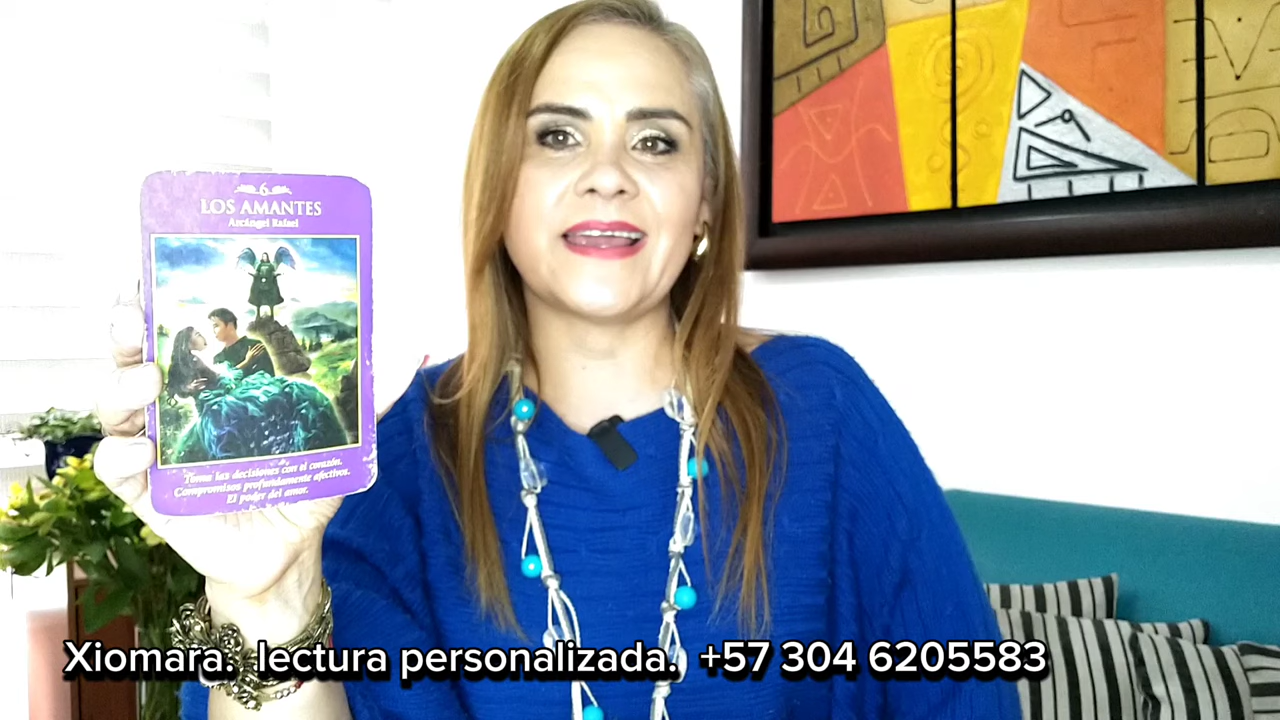 6
LOS AMANTES
Arcángel Rafael
Toma las decisiones con el corazón.
Compromisos profundamente afectivos.
El poder del amor.
Xiomara. lectura personalizada. +57 304 6205583